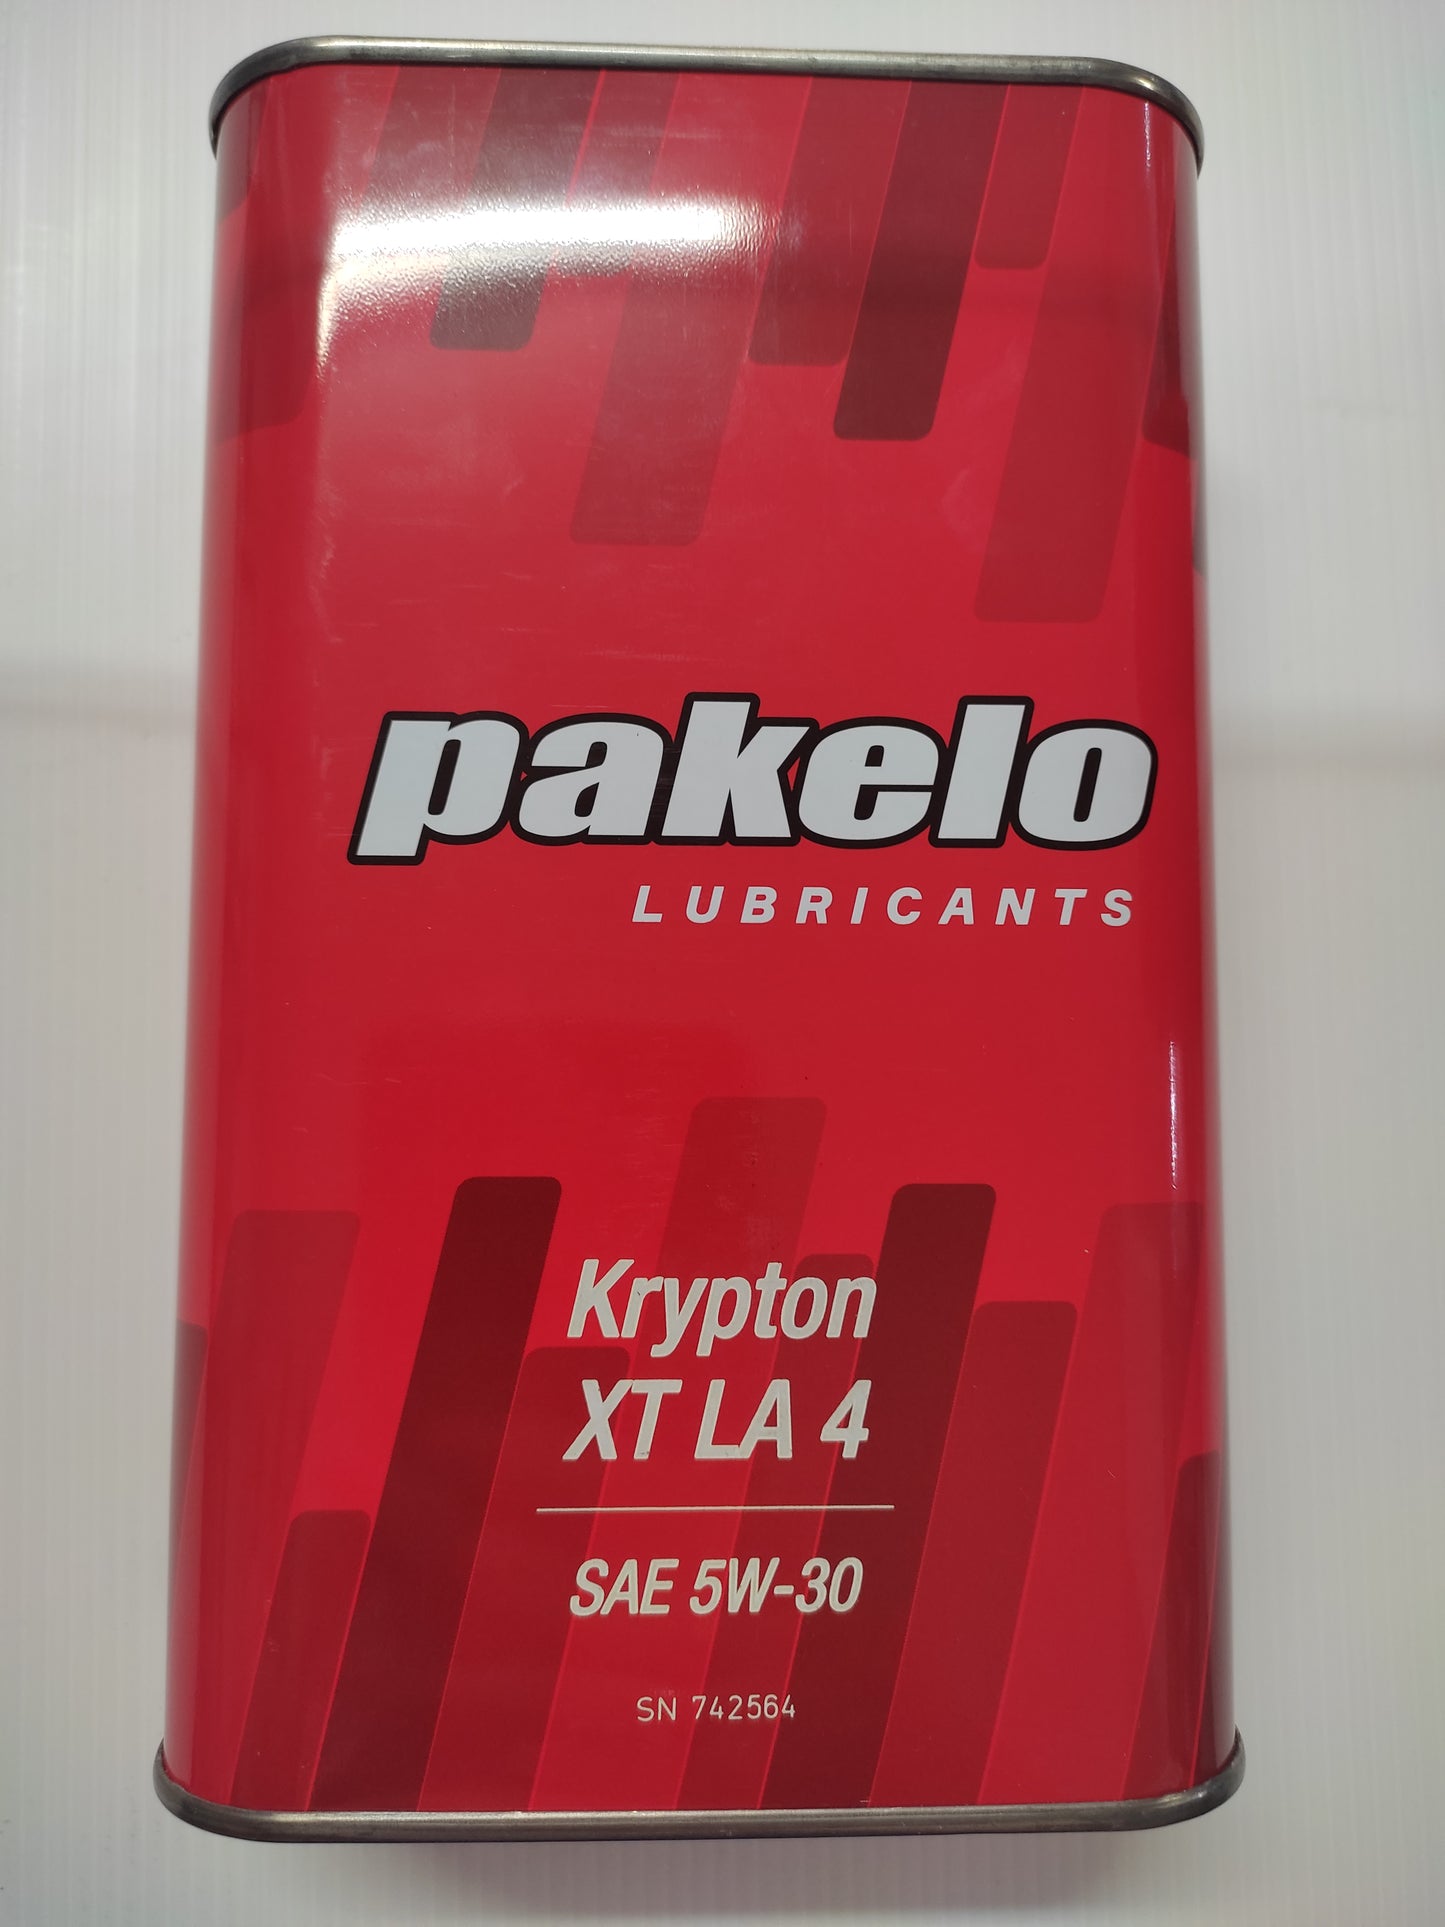 pakelo
LUBRICANTS
Krypton
XT LA 4
SAE 5W-30
SN 742564